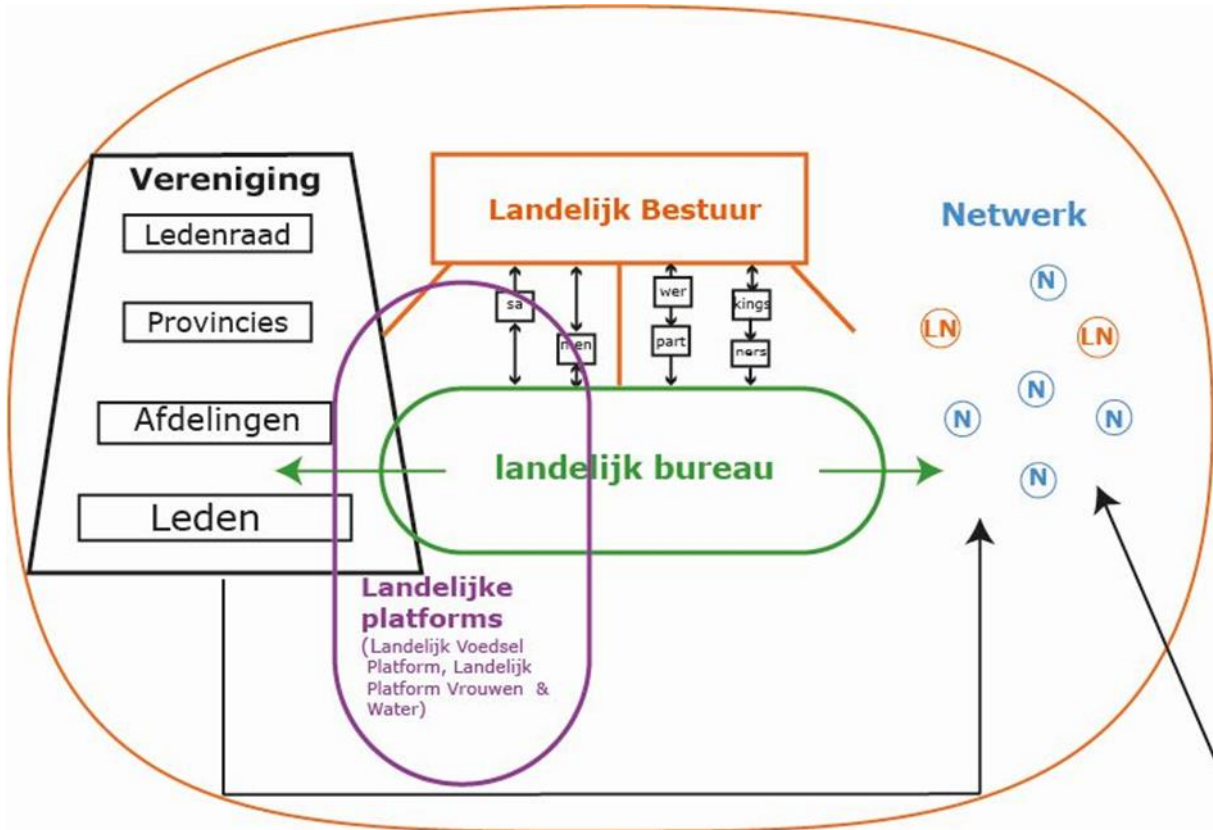 Vereniging
Ledenraad
Provincies
Afdelingen
Leden
Landelijk Bestuur
sa
men
wer
part
kings
ners
landelijk bureau
Landelijke
platforms
(Landelijk Voedsel
Platform, Landelijk
Platform Vrouwen &
Water)
Netwerk
N
LN
LN
N
N
N
N